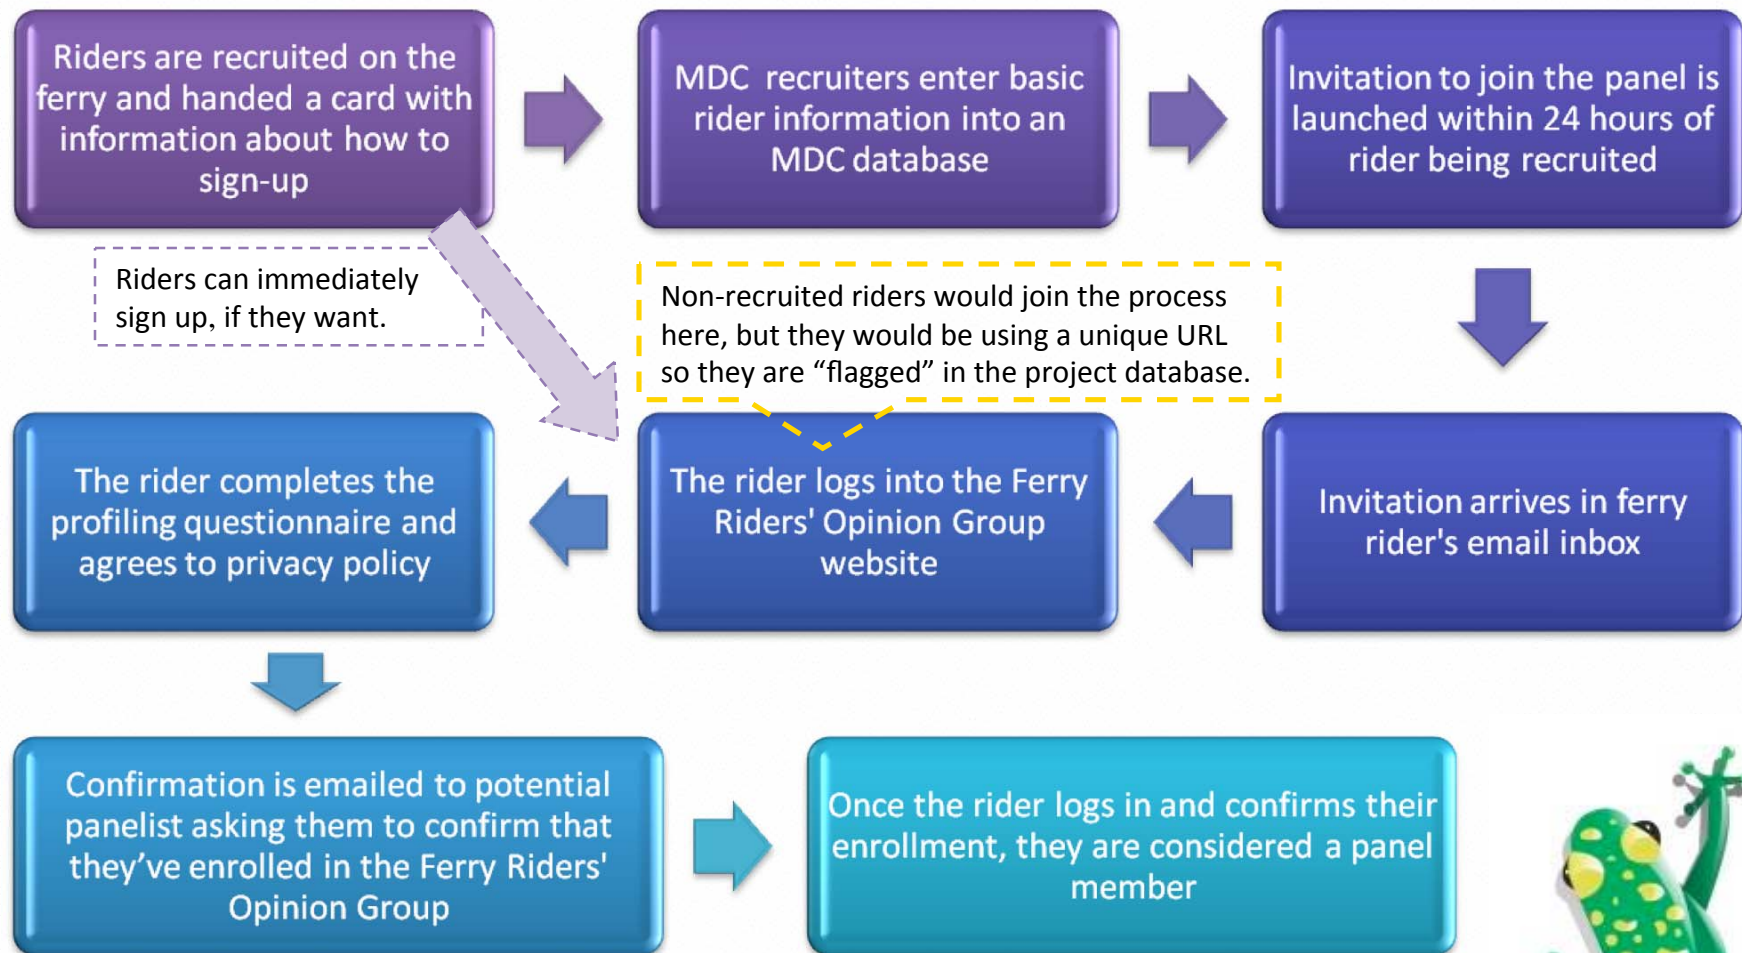 Riders are recruited on the
ferry and handed a card with
information about how to
sign-up
MDC recruiters enter basic
rider information into an
MDC database
Invitation to join the panel is
launched within 24 hours of
rider being recruited
Riders can immediately
sign up, if they want.
Non-recruited riders would join the process
here, but they would be using a unique URL
so they are “flagged” in the project database.
Invitation arrives in ferry
rider's email inbox
The rider logs into the Ferry
Riders' Opinion Group
website
The rider completes the
profiling questionnaire and
agrees to privacy policy
Confirmation is emailed to potential
panelist asking them to confirm that
they’ve enrolled in the Ferry Riders'
Opinion Group
Once the rider logs in and confirms their
enrollment, they are considered a panel
member